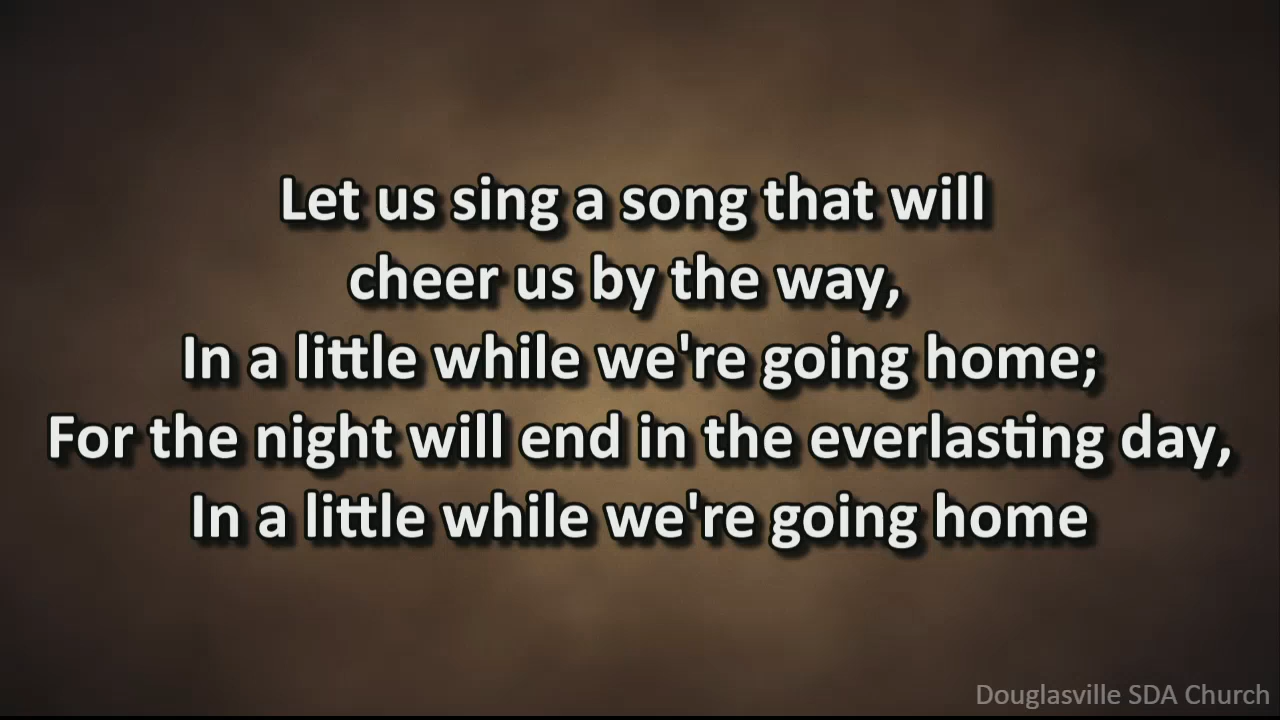 Let us sing a song that will
cheer us by the way,
In a little while we're going home;
For the night will end in the everlasting day,
In a little while we're going home
Douglasville SDA Church